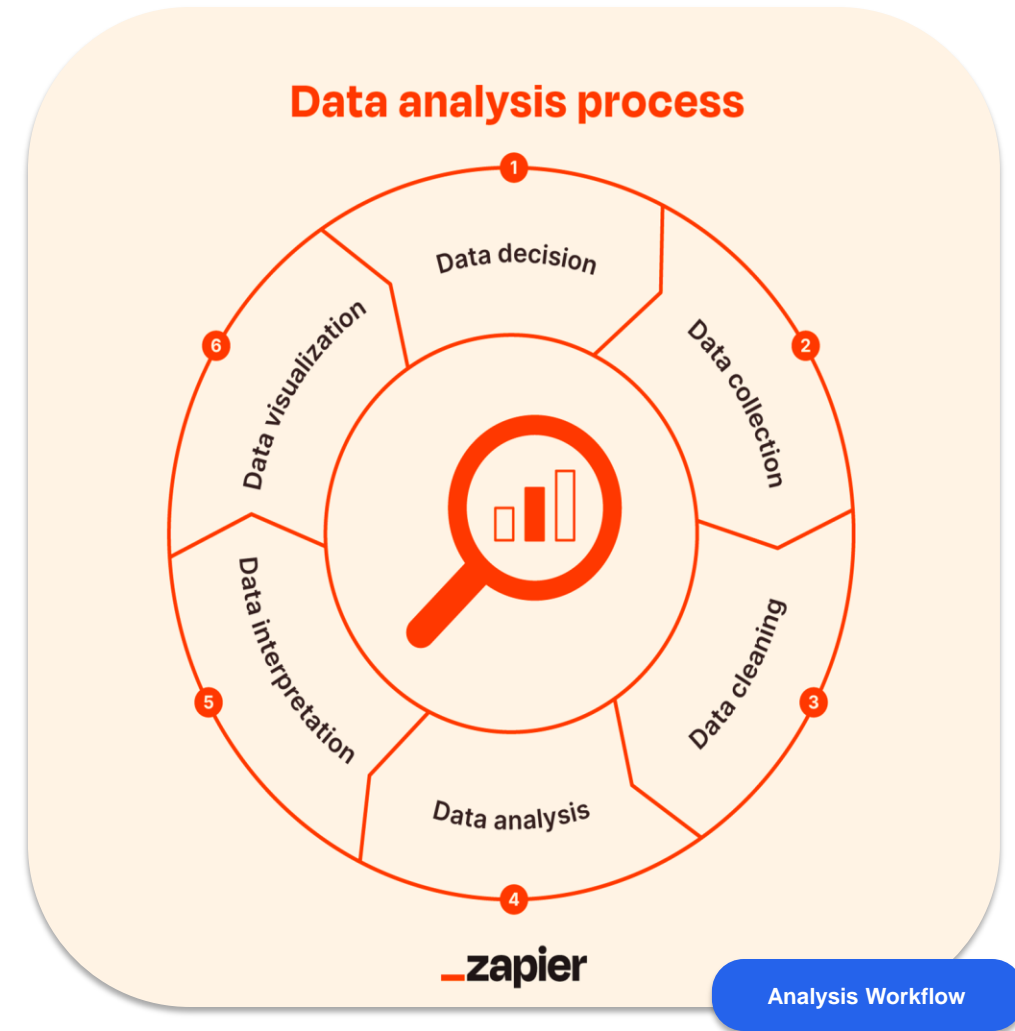 Data analysis process
1
Data decision
2
Data collection
3
Data cleaning
4
Data analysis
5
Data interpretation
6
Data visualization
_zapier
Analysis Workflow